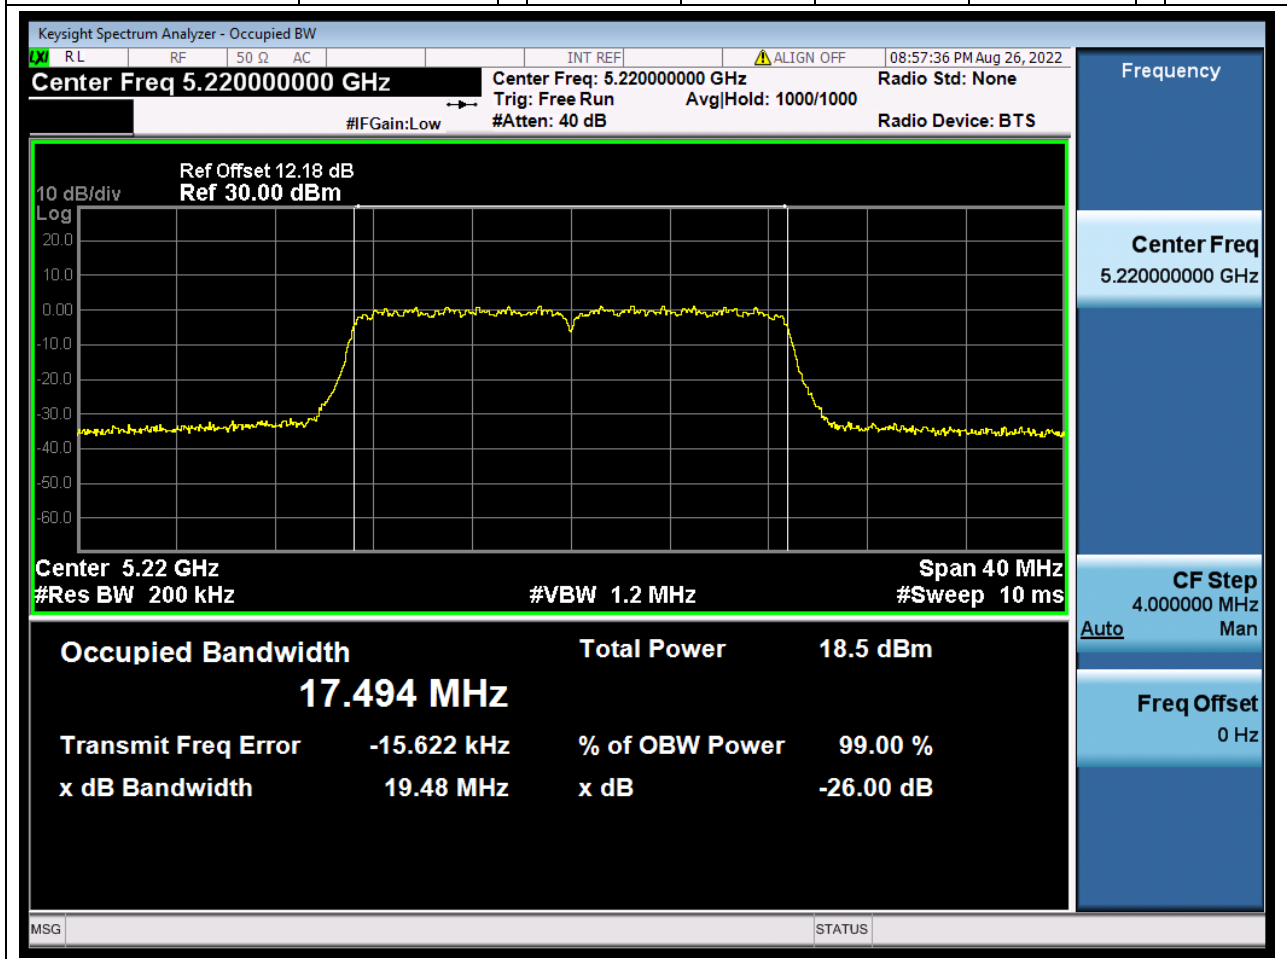 Keysight Spectrum Analyzer - Occupied BW
LXI RL RF 50 Ω AC INT REF ALIGN OFF 08:57:36 PM Aug 26, 2022
Center Freq 5.220000000 GHz
#IFGain:Low
Center Freq: 5.220000000 GHz
Trig: Free Run Avg|Hold: 1000/1000
#Atten: 40 dB
Radio Std: None
Radio Device: BTS
Ref Offset 12.18 dB
10 dB/div Ref 30.00 dBm
Log
20.0
10.0
0.00
-10.0
-20.0
-30.0
-40.0
-50.0
-60.0
Center 5.22 GHz Span 40 MHz
#Res BW 200 kHz #VBW 1.2 MHz #Sweep 10 ms
Occupied Bandwidth Total Power 18.5 dBm
17.494 MHz
Transmit Freq Error -15.622 kHz % of OBW Power 99.00 %
x dB Bandwidth 19.48 MHz x dB -26.00 dB
MSG STATUS
Frequency
Center Freq
5.220000000 GHz
CF Step
4.000000 MHz
Auto Man
Freq Offset
0 Hz